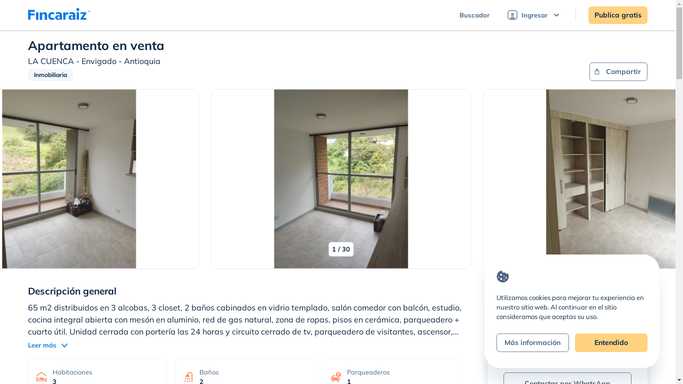 Fincaraíz
Buscador
Ingresar
Publica gratis
Apartamento en venta
LA CUENCA - Envigado - Antioquia
Inmobiliaria
Compartir
1 / 30
Descripción general
65 m2 distribuidos en 3 alcobas, 3 closet, 2 baños cabinados en vidrio templado, salón comedor con balcón, estudio,
cocina integral abierta con mesón en aluminio, red de gas natural, zona de ropas, pisos en cerámica, parqueadero +
cuarto útil. Unidad cerrada con portería las 24 horas y circuito cerrado de tv, parqueadero de visitantes, ascensor,...
Leer más
Habitaciones
3
Baños
2
Parqueaderos
1
Utilizamos cookies para mejorar tu experiencia en
nuestro sitio web. Al continuar en el sitio
consideramos que aceptas su uso.
Más información
Entendido
Contactar por WhatsApp